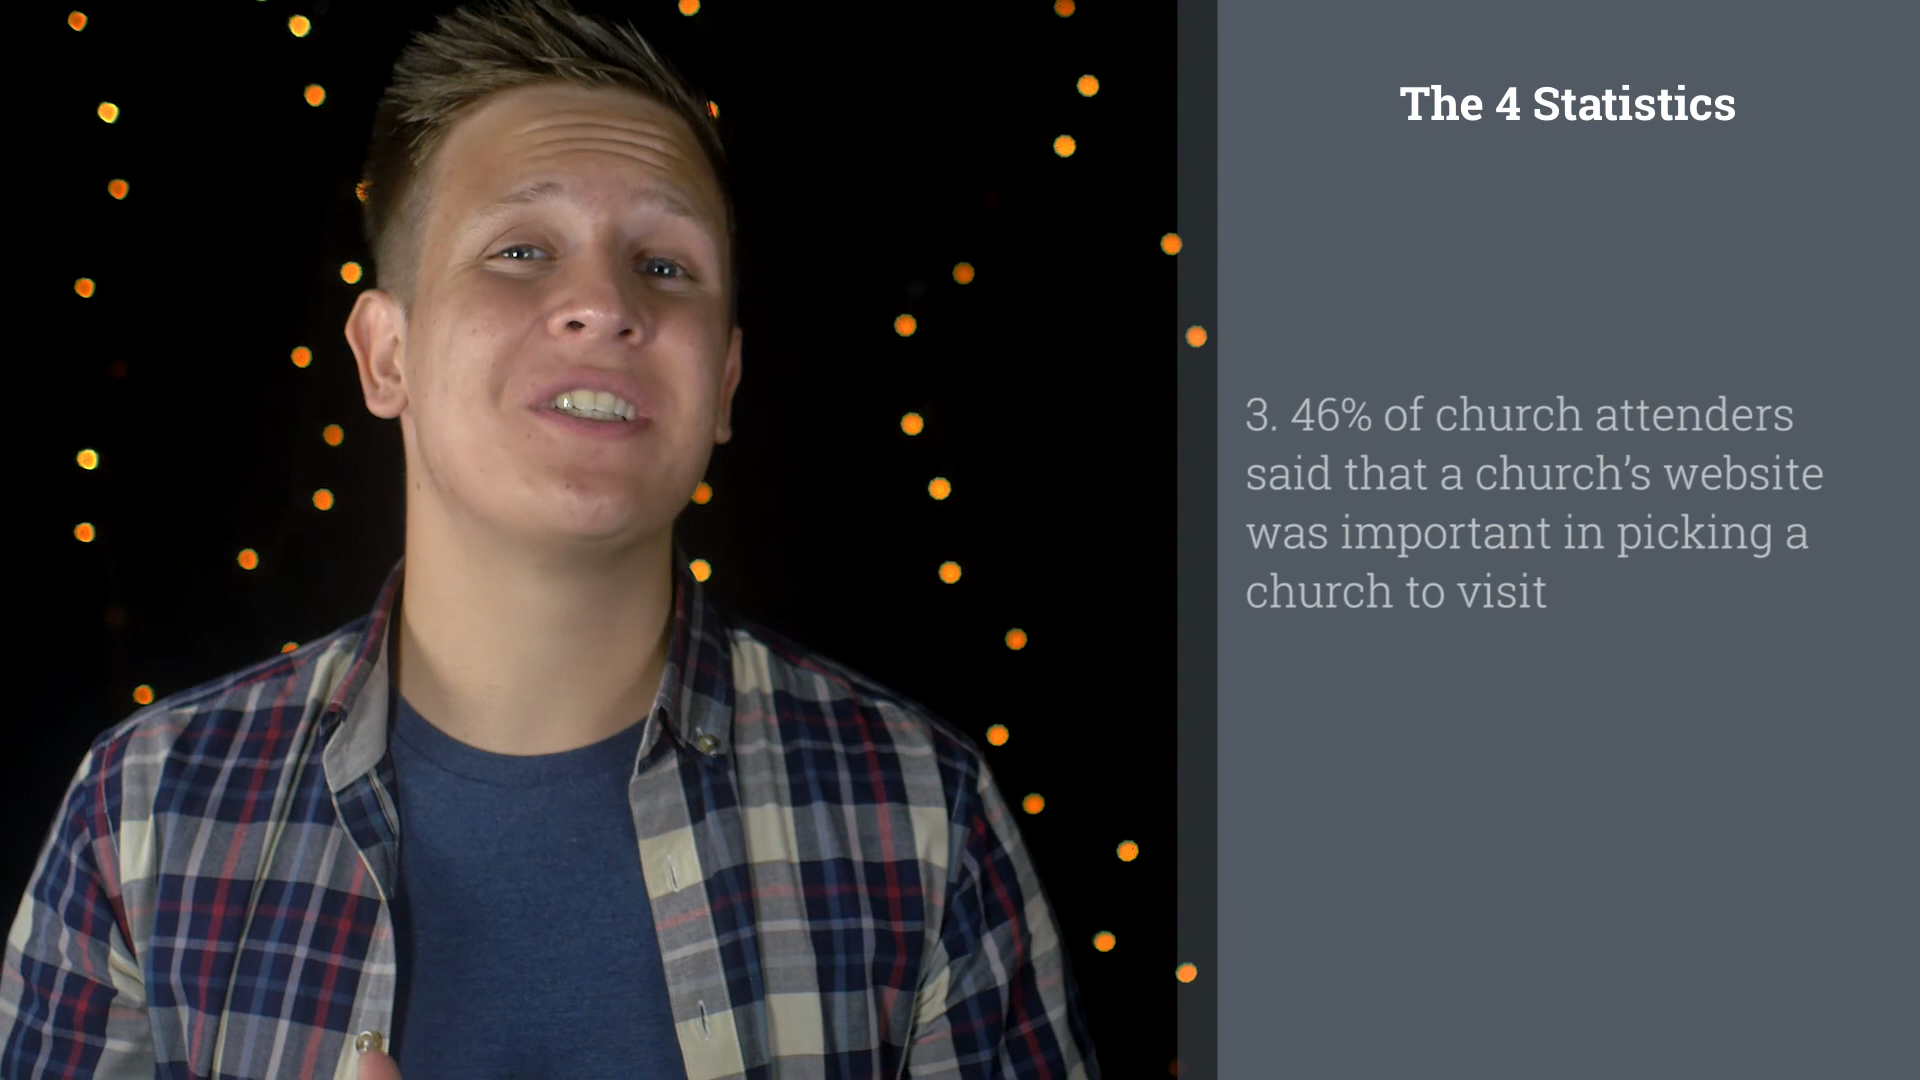 The 4 Statistics
3. 46% of church attenders
said that a church’s website
was important in picking a
church to visit